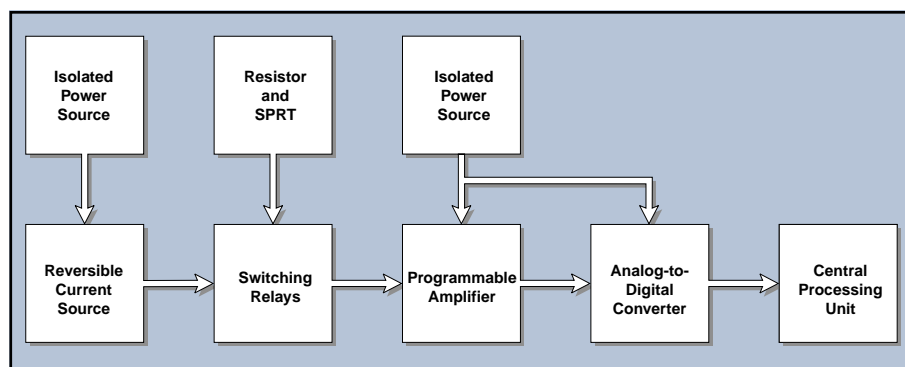 Isolated
Power
Source
Resistor
and
SPRT
Isolated
Power
Source
Reversible
Current
Source
Switching
Relays
Programmable
Amplifier
Analog-to-
Digital
Converter
Central
Processing
Unit